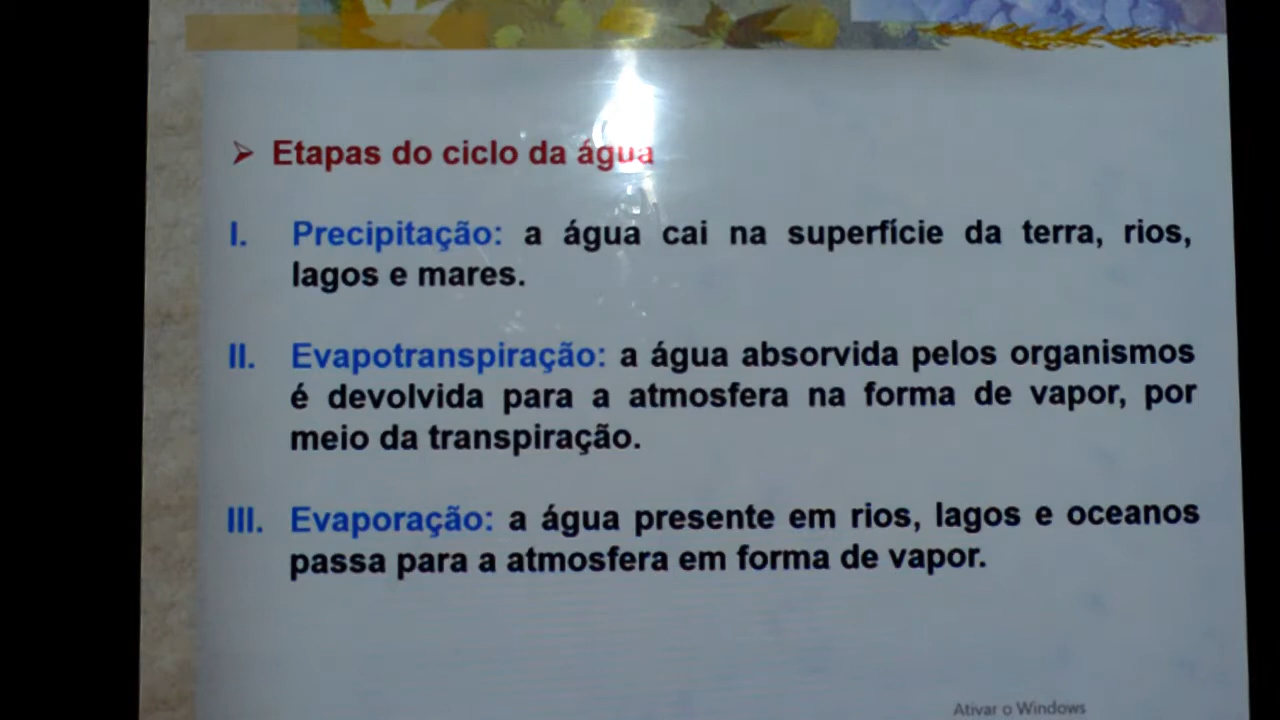 ➢ Etapas do ciclo da água
I. Precipitação: a água cai na superfície da terra, rios,
lagos e mares.
II. Evapotranspiração: a água absorvida pelos organismos
é devolvida para a atmosfera na forma de vapor, por
meio da transpiração.
III. Evaporação: a água presente em rios, lagos e oceanos
passa para a atmosfera em forma de vapor.
Ativar o Windows